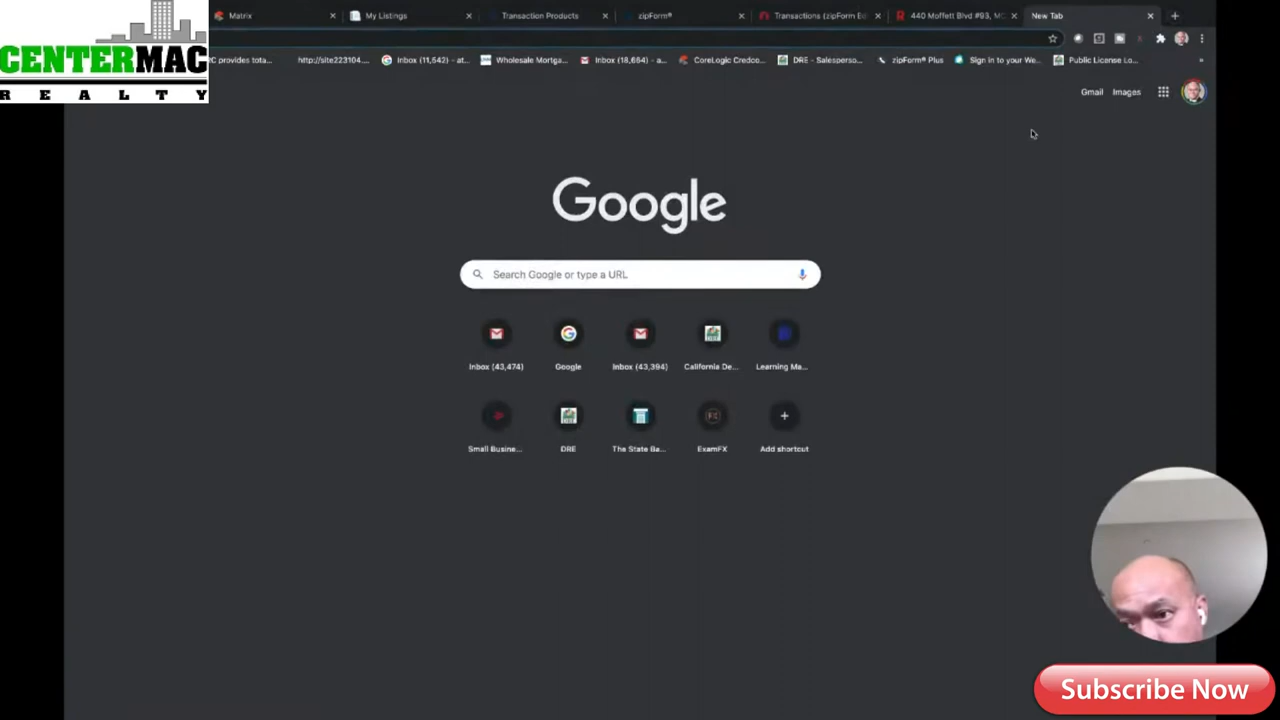 CENTERMAC
REALTY
Matrix
My Listings
Transaction Products
zipForm®
Transactions (zipForm Ed
440 Moffett Blvd #93, MO
New Tab
C provides tota...
http://site223104....
Inbox (11,542) - at...
Wholesale Mortga...
Inbox (18,664) - a...
CoreLogic Credco...
DRE - Salesperso...
zipForm® Plus
Sign in to your We...
Public License Lo...
»
Gmail
Images
Google
Search Google or type a URL
Inbox (43,474)
Google
Inbox (43,394)
California De...
Learning Ma...
Small Busine...
DRE
The State Ba...
ExamFX
Add shortcut
Subscribe Now